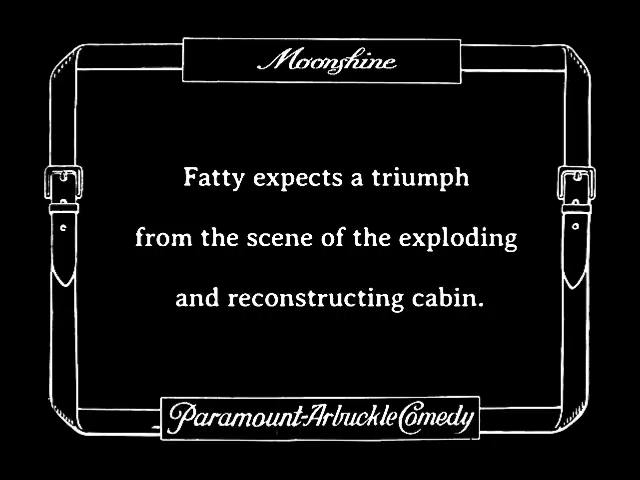 Moonshine
Fatty expects a triumph
from the scene of the exploding
and reconstructing cabin.
Paramount-Arbuckle Comedy